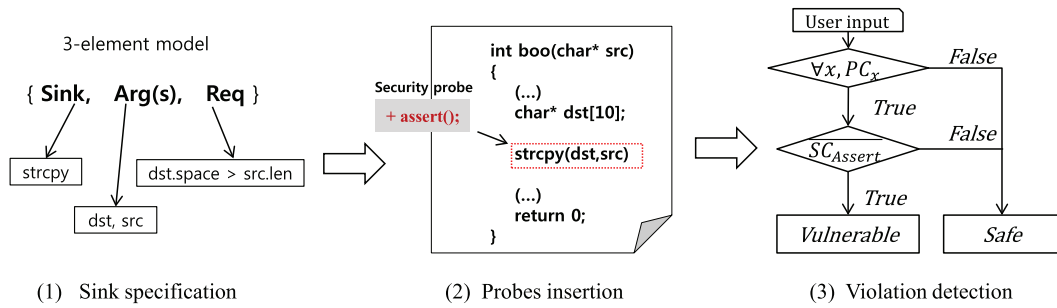 3-element model
{ Sink, Arg(s), Req }
strcpy
dst, src
dst.space > src.len
(1) Sink specification
Security probe
+ assert();
int boo(char* src)
{
(...)
char* dst[10];
strcpy(dst,src)
(...)
return 0;
}
(2) Probes insertion
User input
∀x, PCₓ
False
True
S̅C̅_Assert
False
True
Vulnerable
Safe
(3) Violation detection